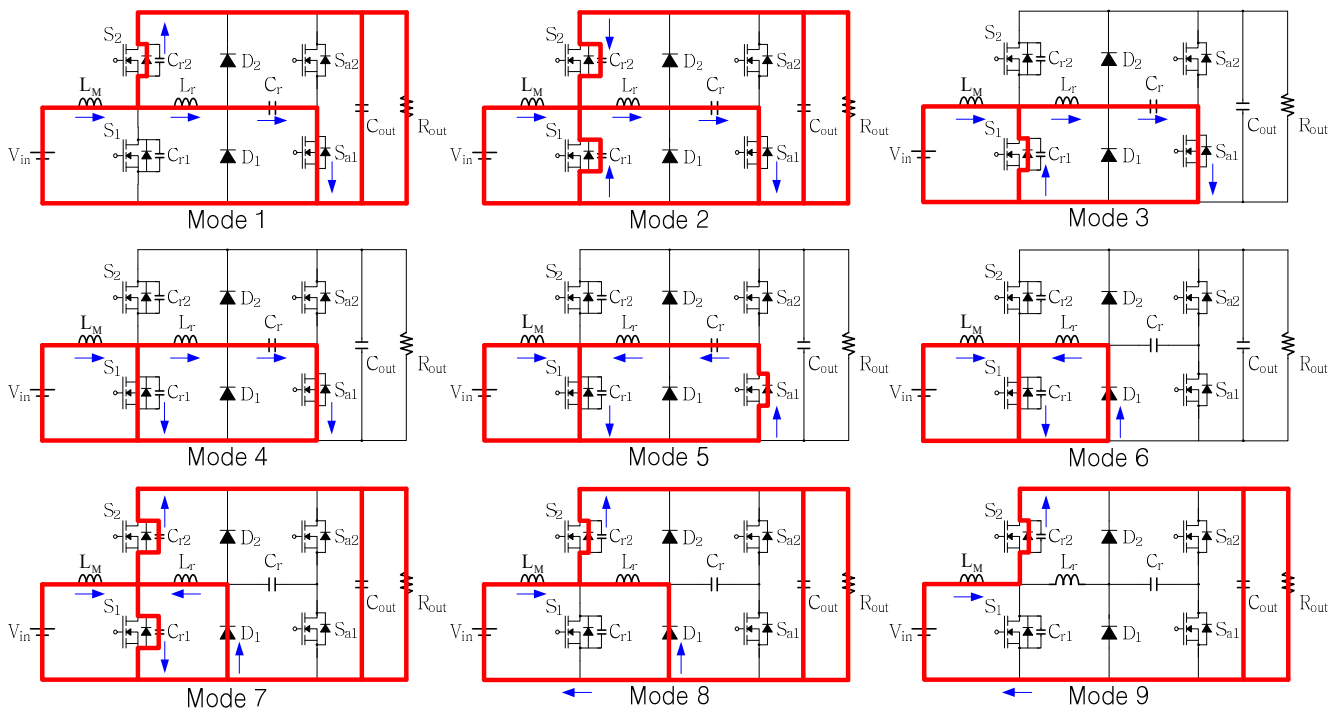 S2 Cr2 D2 Sa2
LM Lr Cr
S1 Cout Rout
Vin Cr1 D1 Sa1
Mode 1
S2 Cr2 D2 Sa2
LM Lr Cr
S1 Cout Rout
Vin Cr1 D1 Sa1
Mode 2
S2 Cr2 D2 Sa2
LM Lr Cr
S1 Cout Rout
Vin Cr1 D1 Sa1
Mode 3
S2 Cr2 D2 Sa2
LM Lr Cr
S1 Cout Rout
Vin Cr1 D1 Sa1
Mode 4
S2 Cr2 D2 Sa2
LM Lr Cr
S1 Cout Rout
Vin Cr1 D1 Sa1
Mode 5
S2 Cr2 D2 Sa2
LM Lr Cr
S1 Cout Rout
Vin Cr1 D1 Sa1
Mode 6
S2 Cr2 D2 Sa2
LM Lr Cr
S1 Cout Rout
Vin Cr1 D1 Sa1
Mode 7
S2 Cr2 D2 Sa2
LM Lr Cr
S1 Cout Rout
Vin Cr1 D1 Sa1
Mode 8
S2 Cr2 D2 Sa2
LM Lr Cr
S1 Cout Rout
Vin Cr1 D1 Sa1
Mode 9